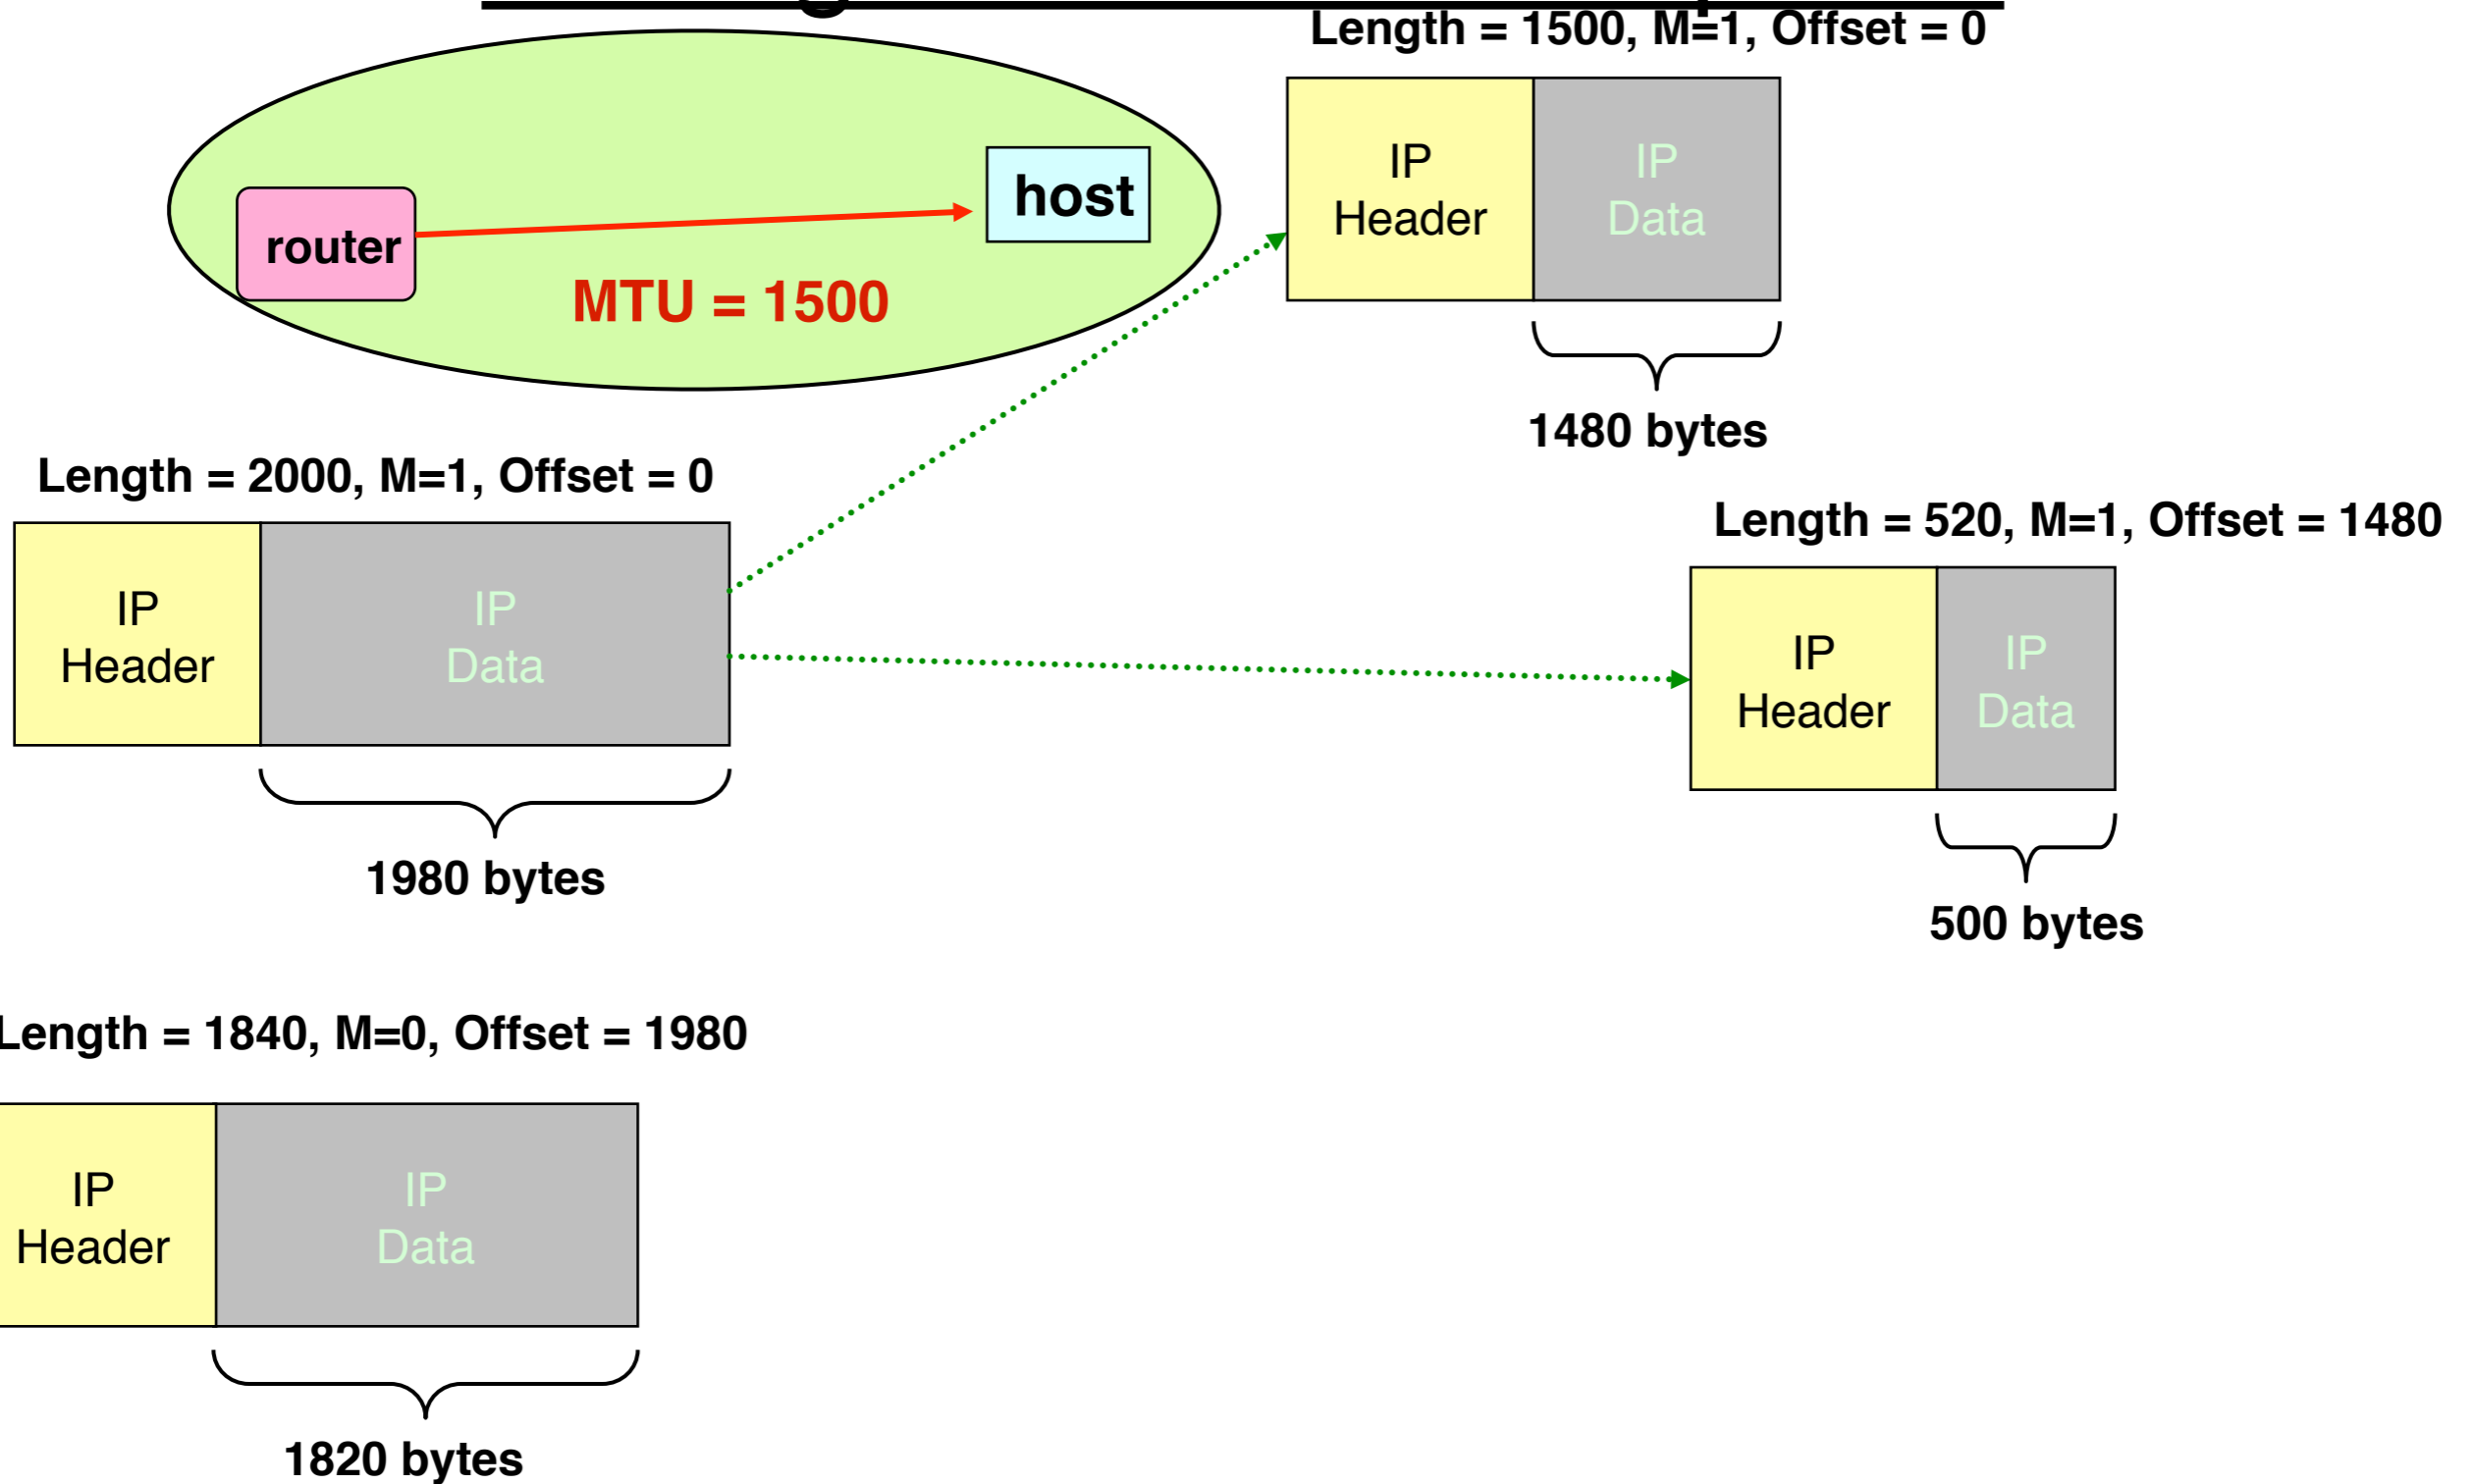 Length = 1500, M=1, Offset = 0
router
host
MTU = 1500
IP
Header
IP
Data
1480 bytes
Length = 2000, M=1, Offset = 0
IP
Header
IP
Data
1980 bytes
Length = 520, M=1, Offset = 1480
IP
Header
IP
Data
500 bytes
Length = 1840, M=0, Offset = 1980
IP
Header
IP
Data
1820 bytes